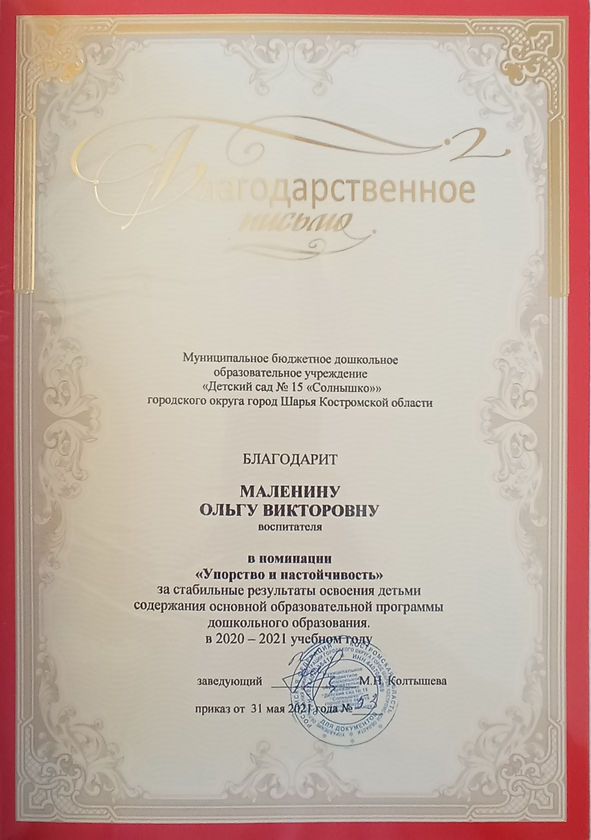 Благодарственное
письмо
Муниципальное бюджетное дошкольное
образовательное учреждение
«Детский сад № 15 «Солнышко»»
городского округа город Шарья Костромской области
БЛАГОДАРИТ
МАЛЕНИНУ
ОЛЬГУ ВИКТОРОВНУ
воспитателя
в номинации
«Упорство и настойчивость»
за стабильные результаты освоения детьми
содержания основной образовательной программы
дошкольного образования.
в 2020 – 2021 учебном году
заведующий М.Н. Колтышева
приказ от 31 мая 2021 года №
ДЛЯ ДОКУМЕНТОВ